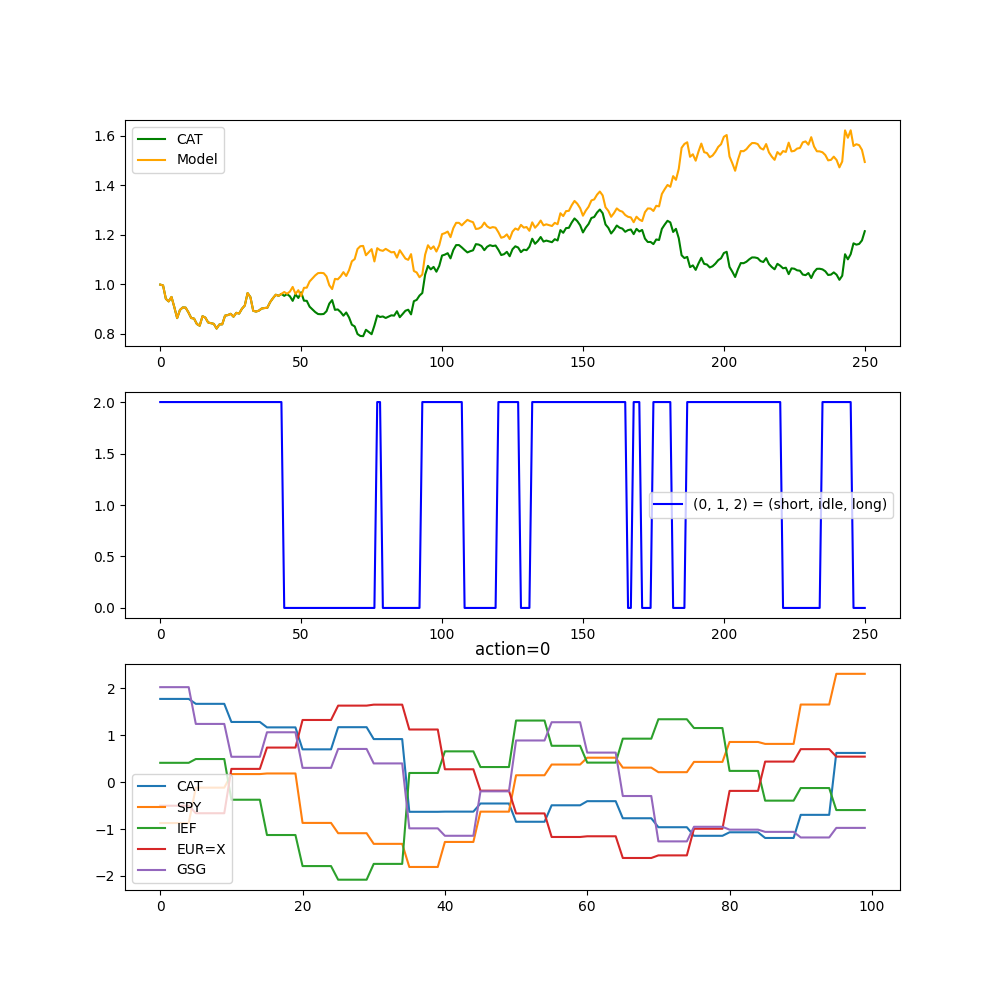 CAT
Model
1.6
1.4
1.2
1.0
0.8
0 50 100 150 200 250
2.0
1.5
1.0
0.5
0.0
(0, 1, 2) = (short, idle, long)
0 50 100 150 200 250
action=0
2
1
0
−1
−2
CAT
SPY
IEF
EUR=X
GSG
0 20 40 60 80 100